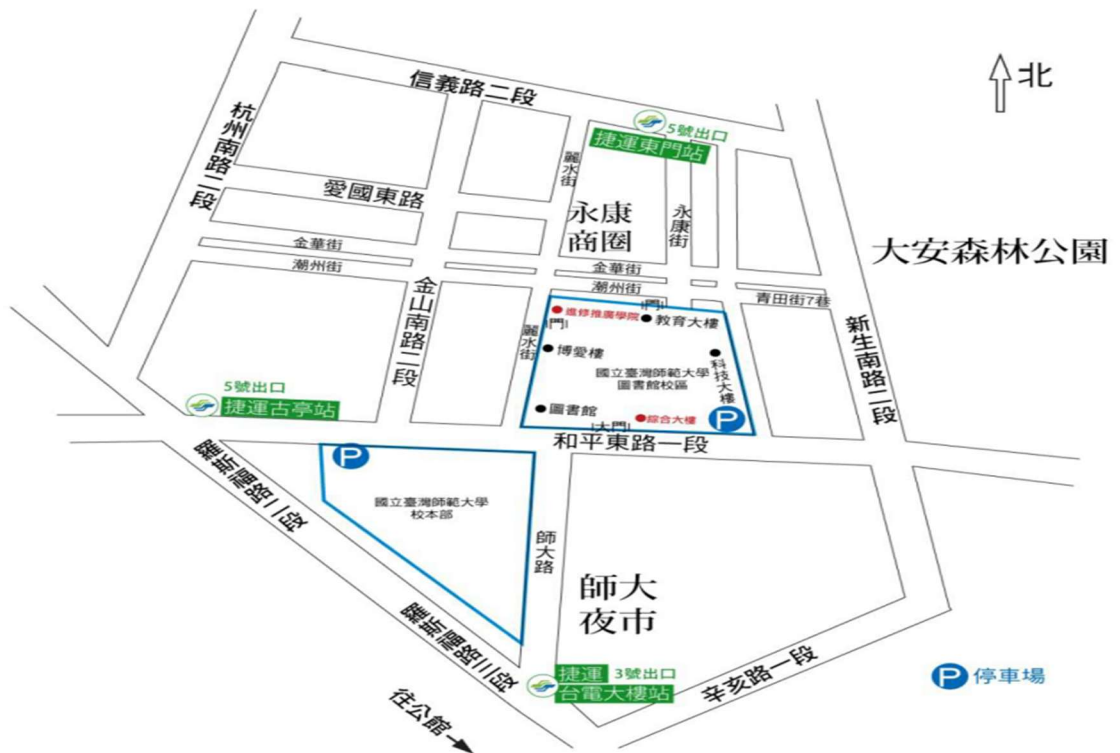 北
信義路二段
5號出口
捷運東門站
杭州南路二段
麗水街
愛國東路
永康
商圈
永康街
大安森林公園
金華街
金華街
潮州街
潮州街
青田街7巷
金山南路二段
門
進修推廣學院
教育大樓
門
麗水街
博愛樓
科技大樓
新生南路二段
國立臺灣師範大學
圖書館校區
5號出口
捷運古亭站
圖書館
綜合大樓
P
大門
和平東路一段
P
羅斯福路二段
國立臺灣師範大學
校本部
師大路
師大
夜市
羅斯福路三段
捷運 3號出口
台電大樓站
辛亥路一段
P 停車場
往公館